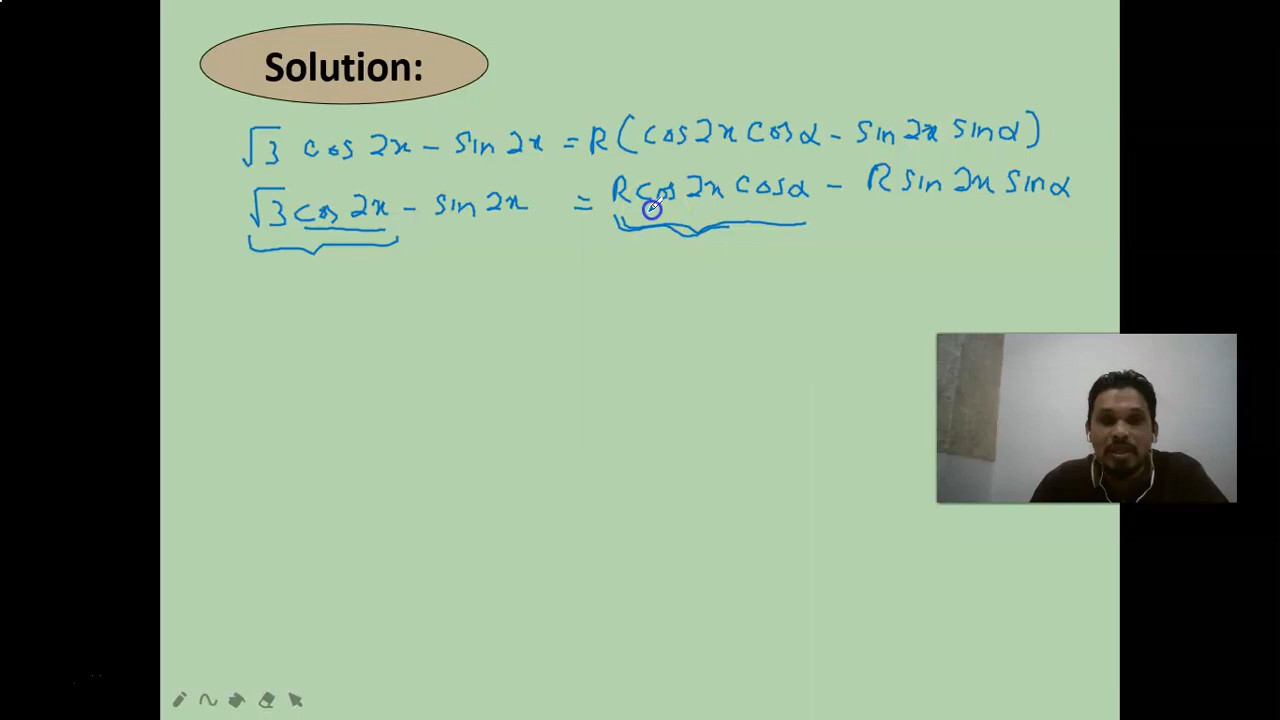 Solution:
√3 cos 2x - sin 2x = R(cos 2x cos α - sin 2x sin α)
√3 cos 2x - sin 2x = R cos 2x cos α - R sin 2x sin α